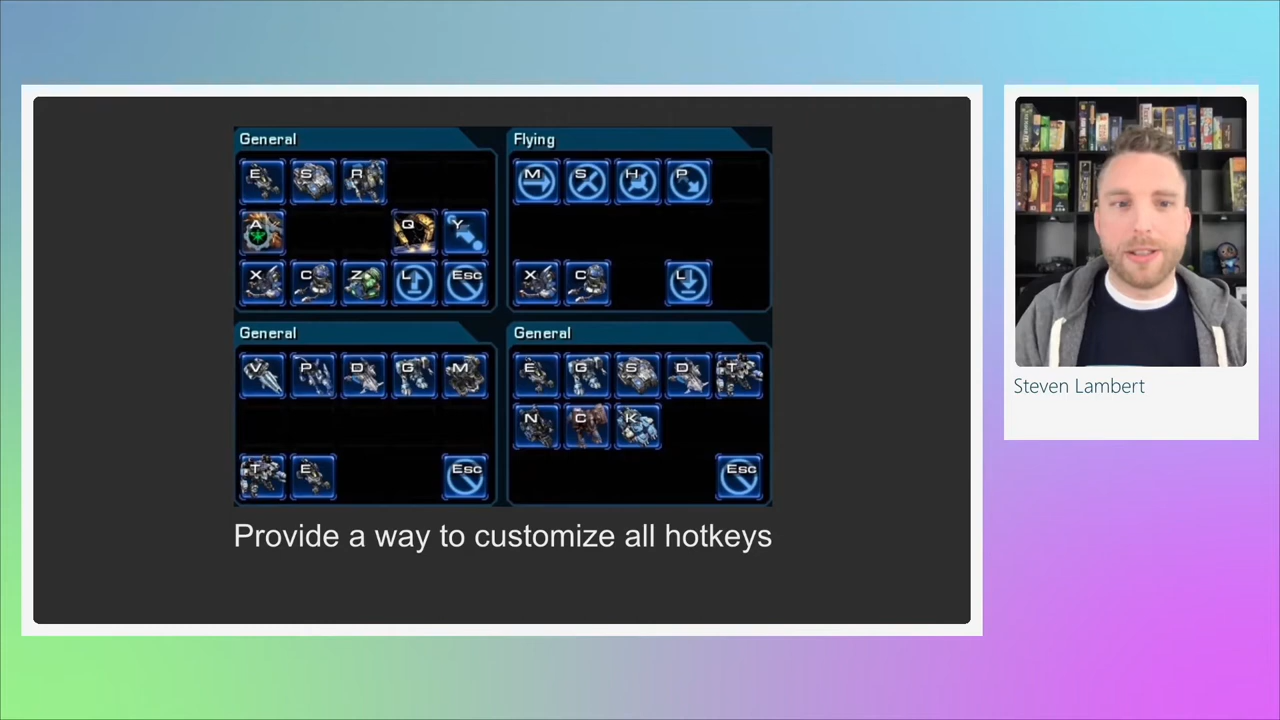 General
E S R
A Q Y
X C Z L Esc
Flying
M S H P
X C L
General
V P D G M
T E Esc
General
E G S D T
N C K
Esc
Provide a way to customize all hotkeys
Steven Lambert